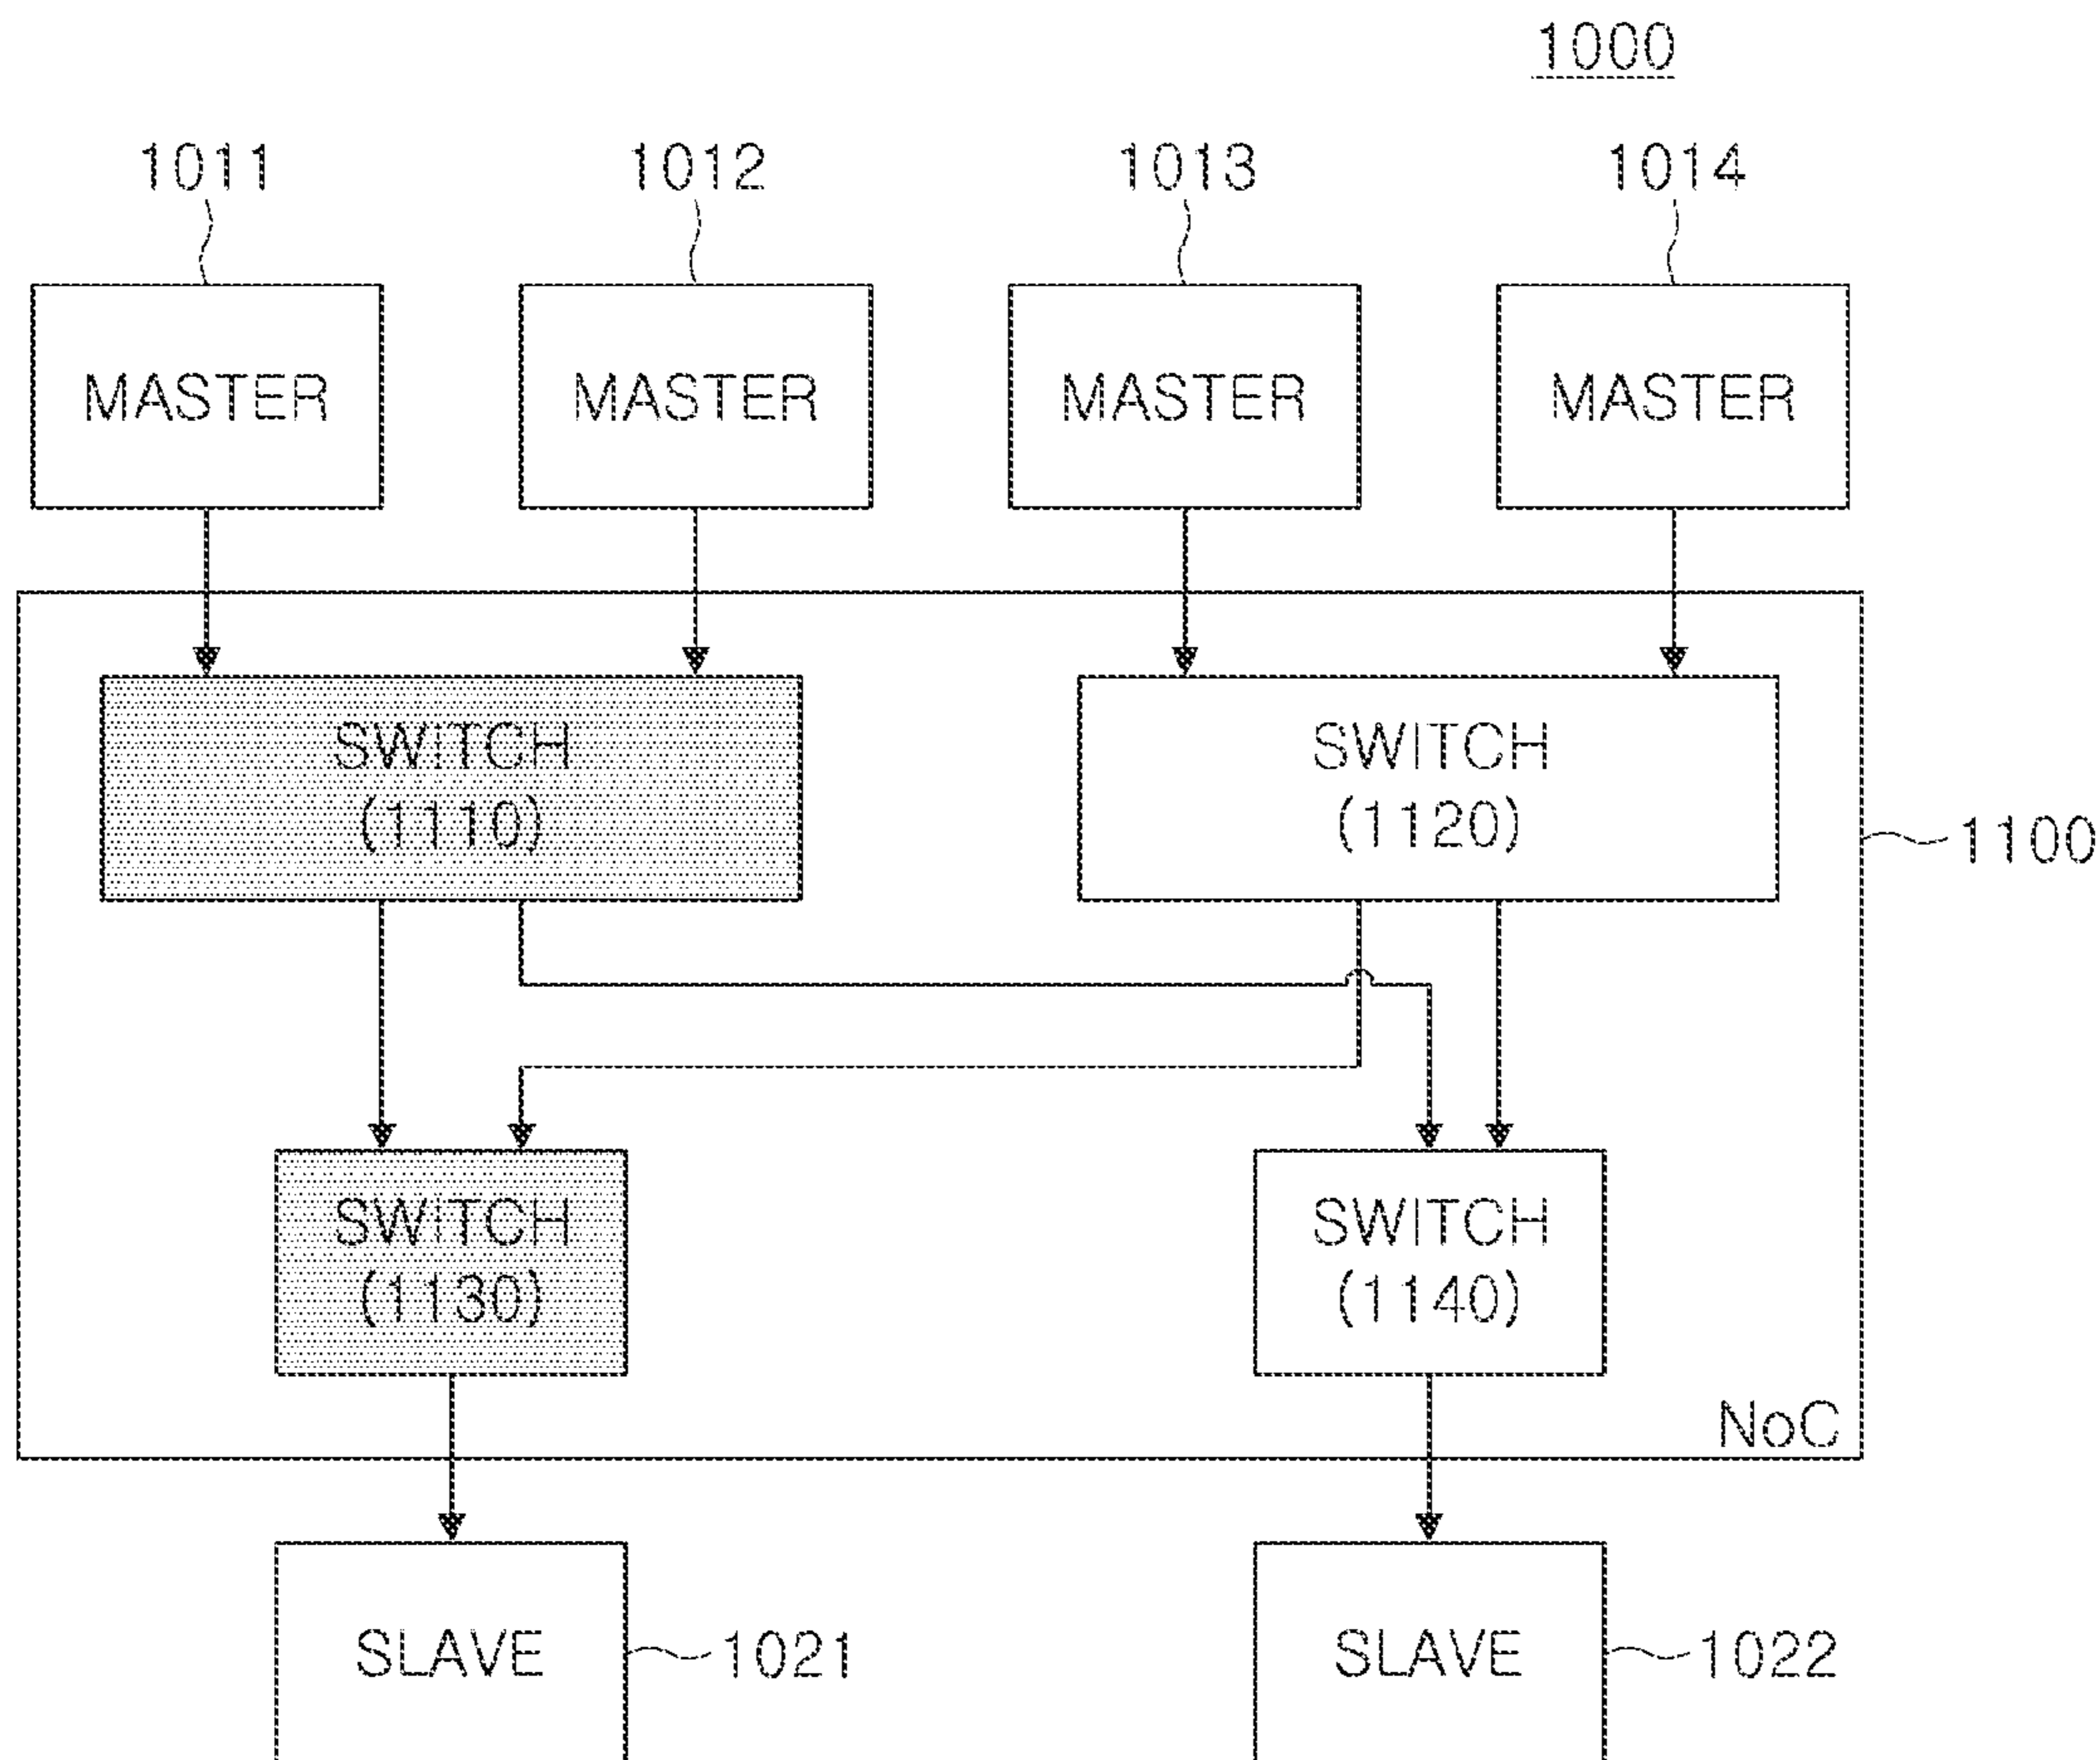 1000
1011 1012 1013 1014
MASTER MASTER MASTER MASTER
SWITCH
(1110)
SWITCH
(1120)
1100
SWITCH
(1130)
SWITCH
(1140)
NoC
SLAVE 1021
SLAVE 1022